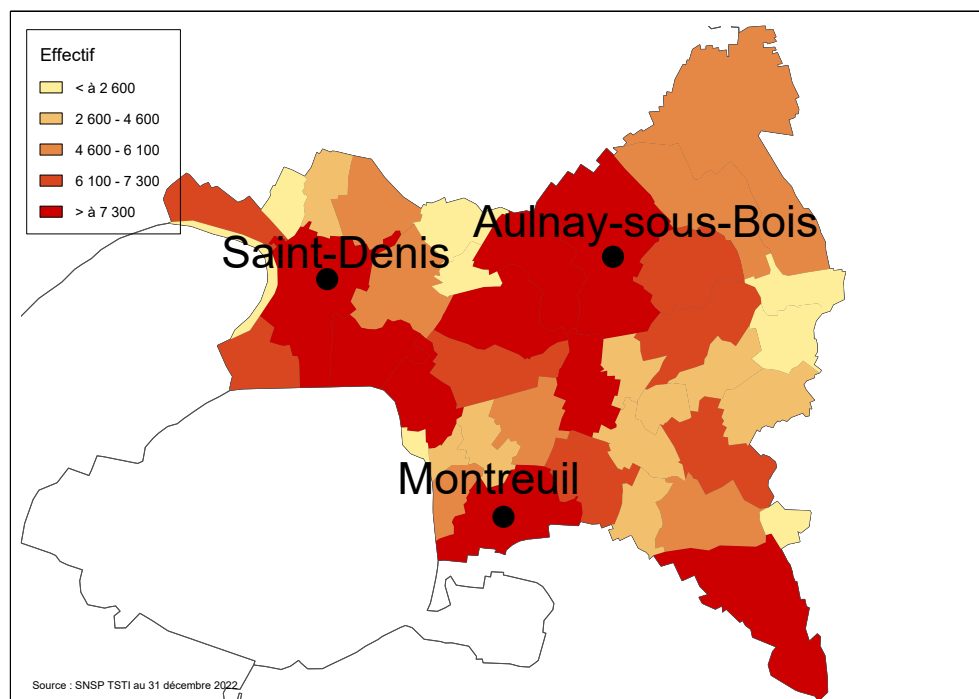 Effectif
< à 2 600
2 600 - 4 600
4 600 - 6 100
6 100 - 7 300
> à 7 300
Aulnay-sous-Bois
Saint-Denis
Montreuil
Source : SNSP TSTI au 31 décembre 2022